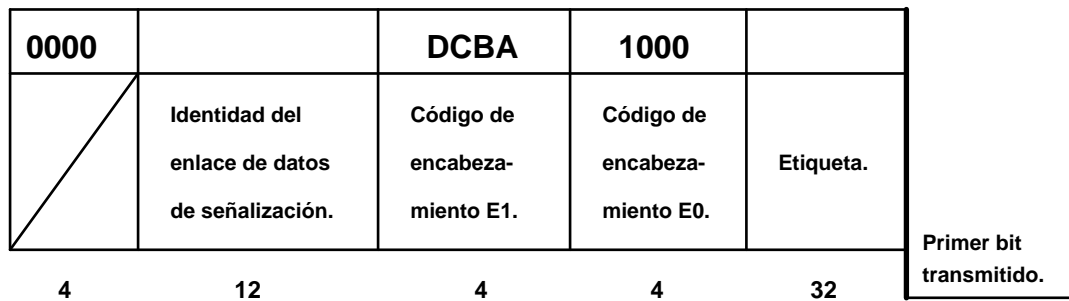 0000 DCBA 1000
Identidad del
enlace de datos
de señalización.
Código de
encabeza-
miento E1.
Código de
encabeza-
miento E0.
Etiqueta.
Primer bit
transmitido.
4 12 4 4 32